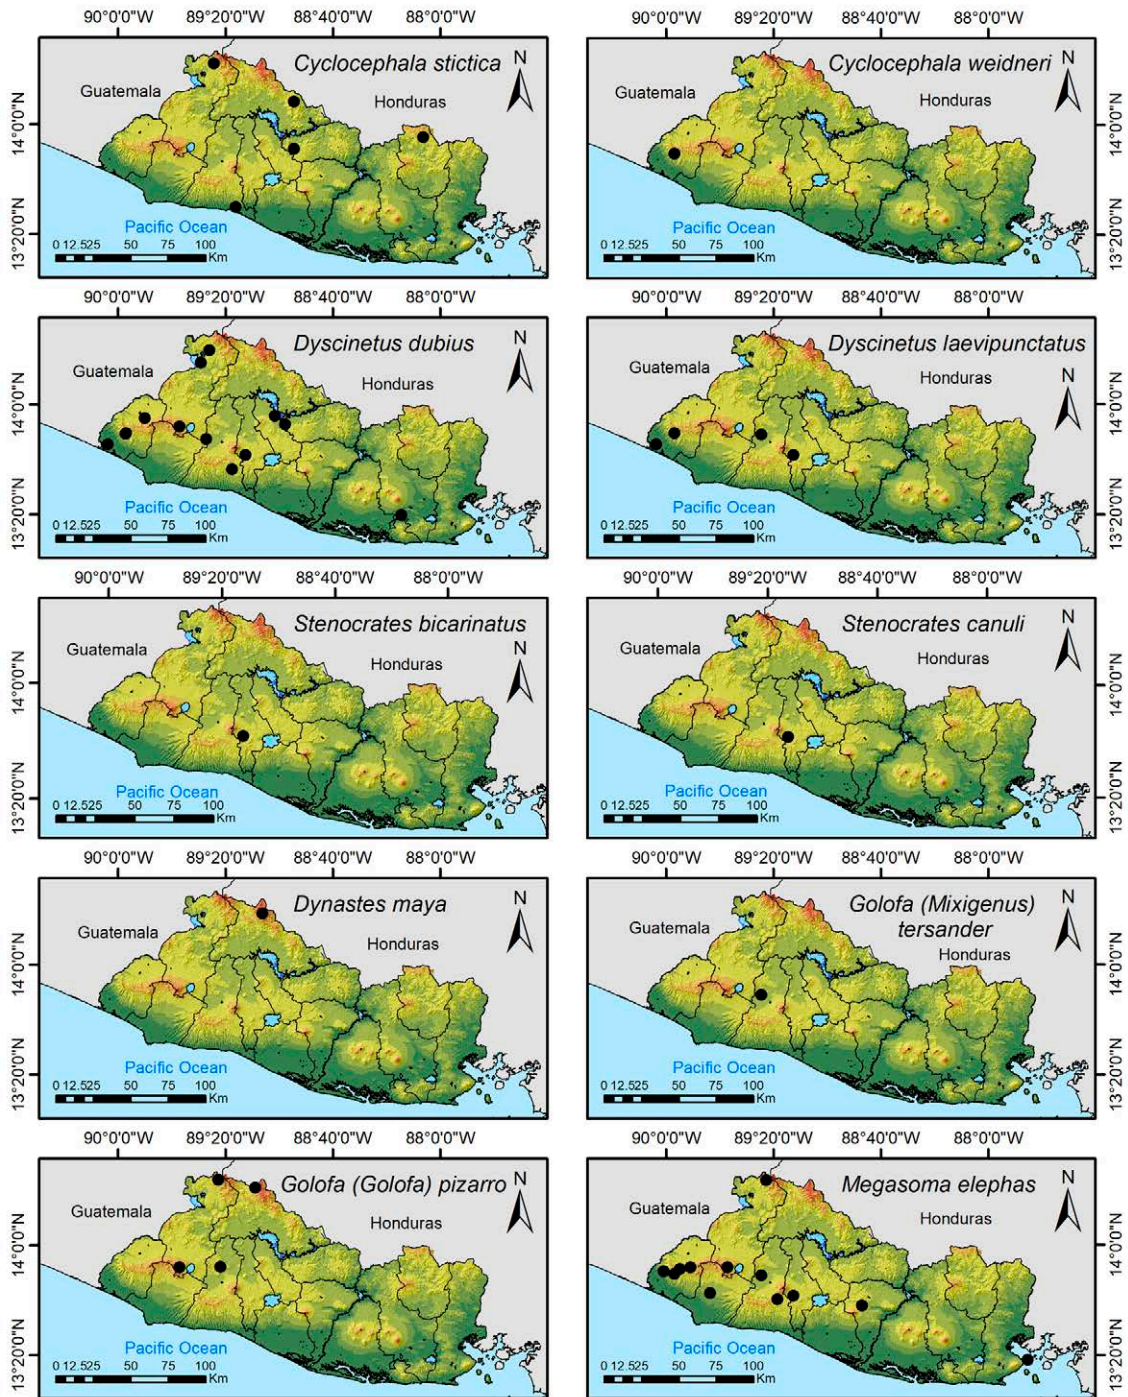 90°0'0"W 89°20'0"W 88°40'0"W 88°0'0"W
Cyclocephala stictica
N
Guatemala
Honduras
14°0'0"N
13°20'0"N
Pacific Ocean
0 12.525 50 75 100
Km
90°0'0"W 89°20'0"W 88°40'0"W 88°0'0"W
Cyclocephala weidneri
N
Guatemala
Honduras
14°0'0"N
13°20'0"N
Pacific Ocean
0 12.525 50 75 100
Km
90°0'0"W 89°20'0"W 88°40'0"W 88°0'0"W
Dyscinetus dubius
N
Guatemala
Honduras
14°0'0"N
13°20'0"N
Pacific Ocean
0 12.525 50 75 100
Km
90°0'0"W 89°20'0"W 88°40'0"W 88°0'0"W
Dyscinetus laevipunctatus
N
Guatemala
Honduras
14°0'0"N
13°20'0"N
Pacific Ocean
0 12.525 50 75 100
Km
90°0'0"W 89°20'0"W 88°40'0"W 88°0'0"W
Stenocrates bicarinatus
N
Guatemala
Honduras
14°0'0"N
13°20'0"N
Pacific Ocean
0 12.525 50 75 100
Km
90°0'0"W 89°20'0"W 88°40'0"W 88°0'0"W
Stenocrates canuli
N
Guatemala
Honduras
14°0'0"N
13°20'0"N
Pacific Ocean
0 12.525 50 75 100
Km
90°0'0"W 89°20'0"W 88°40'0"W 88°0'0"W
Dynastes maya
N
Guatemala
Honduras
14°0'0"N
13°20'0"N
Pacific Ocean
0 12.525 50 75 100
Km
90°0'0"W 89°20'0"W 88°40'0"W 88°0'0"W
Golofa (Mixigenus)
tersander
N
Guatemala
Honduras
14°0'0"N
13°20'0"N
Pacific Ocean
0 12.525 50 75 100
Km
90°0'0"W 89°20'0"W 88°40'0"W 88°0'0"W
Golofa (Golofa) pizarro
N
Guatemala
Honduras
14°0'0"N
13°20'0"N
Pacific Ocean
0 12.525 50 75 100
Km
90°0'0"W 89°20'0"W 88°40'0"W 88°0'0"W
Megasoma elephas
N
Guatemala
Honduras
14°0'0"N
13°20'0"N
Pacific Ocean
0 12.525 50 75 100
Km